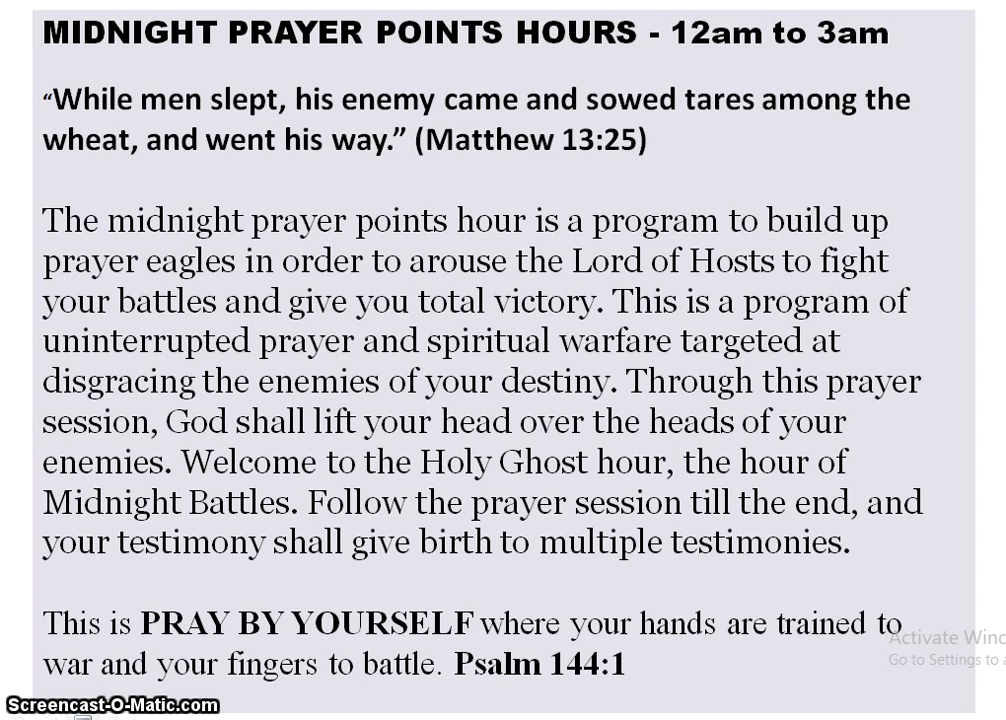 MIDNIGHT PRAYER POINTS HOURS - 12am to 3am
“While men slept, his enemy came and sowed tares among the
wheat, and went his way.” (Matthew 13:25)
The midnight prayer points hour is a program to build up
prayer eagles in order to arouse the Lord of Hosts to fight
your battles and give you total victory. This is a program of
uninterrupted prayer and spiritual warfare targeted at
disgracing the enemies of your destiny. Through this prayer
session, God shall lift your head over the heads of your
enemies. Welcome to the Holy Ghost hour, the hour of
Midnight Battles. Follow the prayer session till the end, and
your testimony shall give birth to multiple testimonies.
This is PRAY BY YOURSELF where your hands are trained to
war and your fingers to battle. Psalm 144:1
Activate Winc
Go to Settings to a
Screencast-O-Matic.com